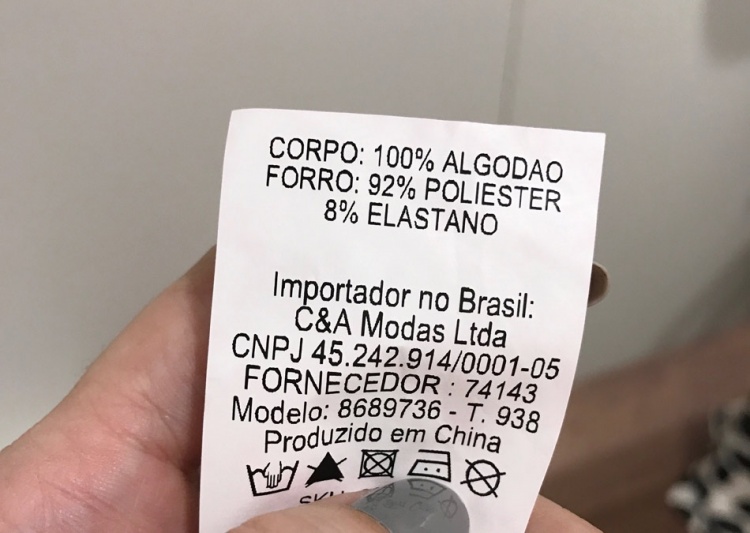 CORPO: 100% ALGODAO
FORRO: 92% POLIESTER
8% ELASTANO
Importador no Brasil:
C&A Modas Ltda
CNPJ 45.242.914/0001-05
FORNECEDOR : 74143
Modelo: 8689736 - T. 938
Produzido em China